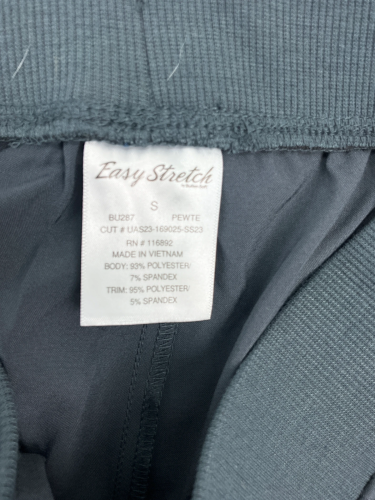 Easy Stretch
S
BU287 PEWTE
CUT # UAS23-169025-SS23
RN # 116892
MADE IN VIETNAM
BODY: 93% POLYESTER/
7% SPANDEX
TRIM: 95% POLYESTER/
5% SPANDEX